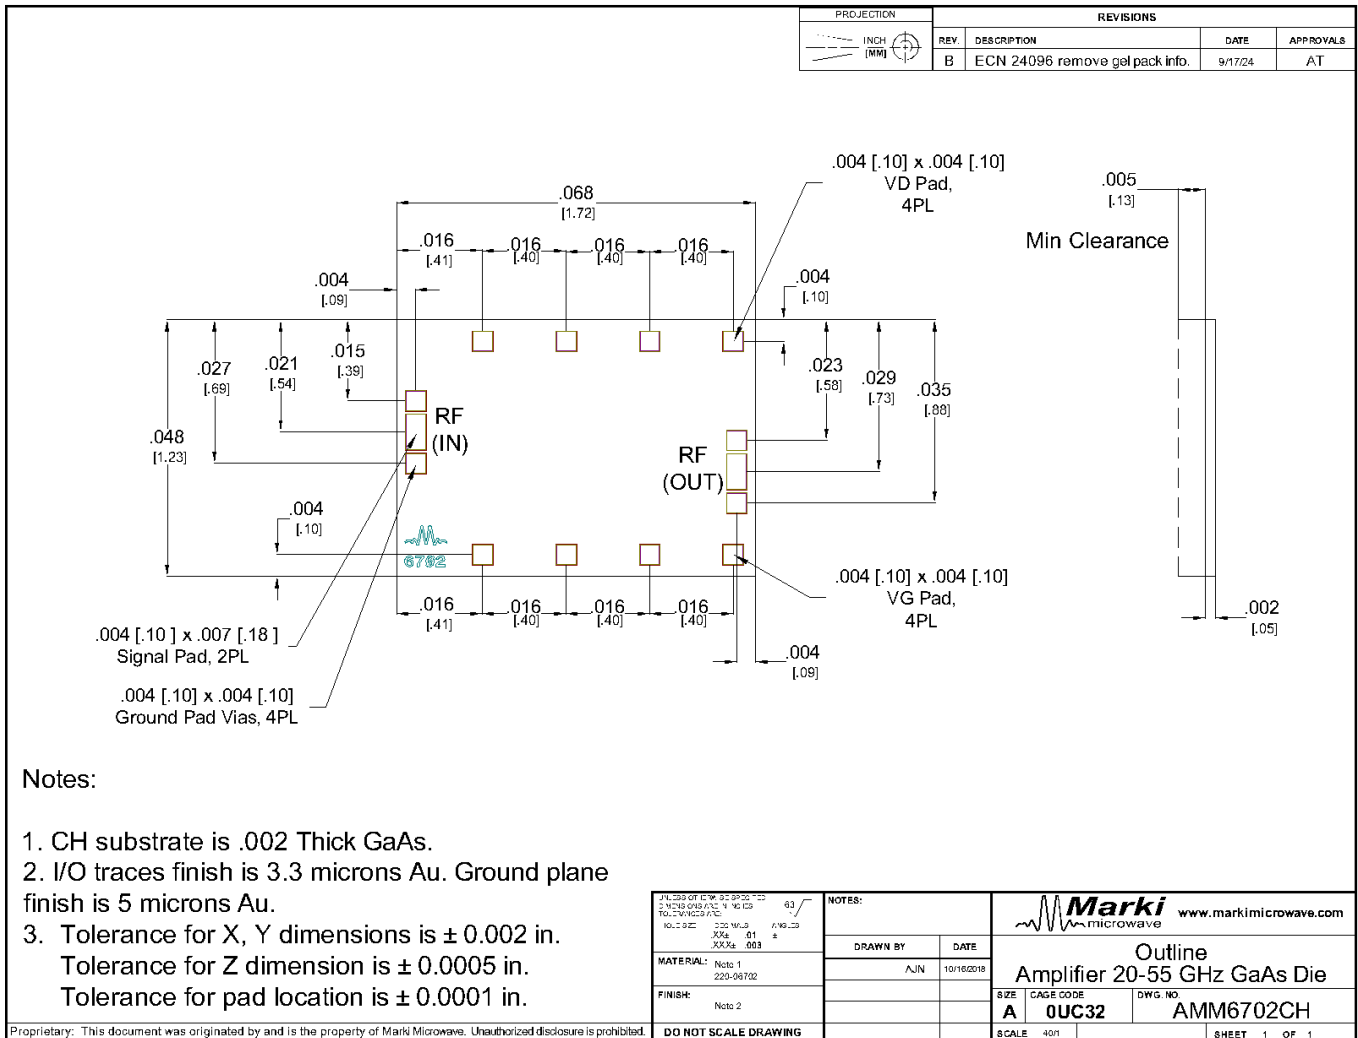 PROJECTION
INCH
[MM]
REVISIONS
REV. DESCRIPTION DATE APPROVALS
B ECN 24096 remove gel pack info. 9/17/24 AT
.004 [.10] x .004 [.10]
VD Pad,
4PL
.068
[1.72]
.005
[.13]
Min Clearance
.016 .016 .016 .016
[.41] [.40] [.40] [.40]
.004
[.09]
.004
[.10]
.048
[1.23]
.027
[.69]
.021
[.54]
.015
[.39]
.023
[.58]
.029
[.73]
.035
[.88]
RF
(IN)
RF
(OUT)
.004
[.10]
.016 .016 .016 .016
[.41] [.40] [.40] [.40]
.004 [.10] x .004 [.10]
VG Pad,
4PL
.004
[.09]
.002
[.05]
.004 [.10 ] x .007 [.18 ]
Signal Pad, 2PL
.004 [.10] x .004 [.10]
Ground Pad Vias, 4PL
Notes:
1. CH substrate is .002 Thick GaAs.
2. I/O traces finish is 3.3 microns Au. Ground plane
finish is 5 microns Au.
3. Tolerance for X, Y dimensions is ± 0.002 in.
Tolerance for Z dimension is ± 0.0005 in.
Tolerance for pad location is ± 0.0001 in.
Proprietary: This document was originated by and is the property of Marki Microwave. Unauthorized disclosure is prohibited.
63
.XX± .01 ±
.XXX± .003
MATERIAL: Note 1
220-06702
FINISH:
Note 2
DO NOT SCALE DRAWING
NOTES:
DRAWN BY DATE
AJN 10/16/2018
Marki
microwave
www.markimicrowave.com
Outline
Amplifier 20-55 GHz GaAs Die
SIZE CAGE CODE DWG. NO.
A 0UC32 AMM6702CH
SCALE 40/1 SHEET 1 OF 1